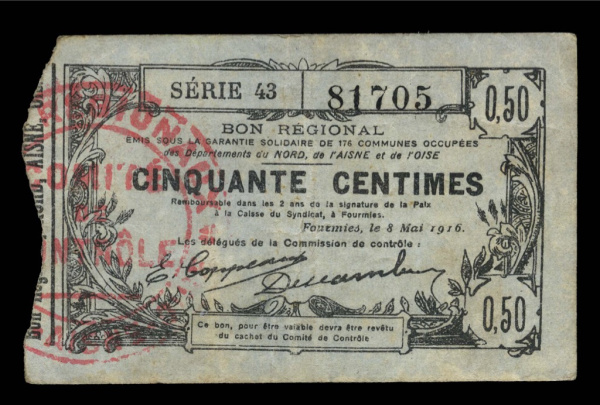 SÉRIE 43
81705
0,50
BON RÉGIONAL
ÉMIS SOUS LA GARANTIE SOLIDAIRE DE 176 COMMUNES OCCUPÉES
des Départements du NORD, de l'AISNE et de l'OISE
CINQUANTE CENTIMES
Remboursable dans les 2 ans de la signature de la Paix
à la Caisse du Syndicat, à Fourmies.
Fourmies, le 8 Mai 1916.
Les délégués de la Commission de contrôle :
0,50
Ce bon, pour être valable devra être revêtu
du cachet du Comité de Contrôle
AISNE,